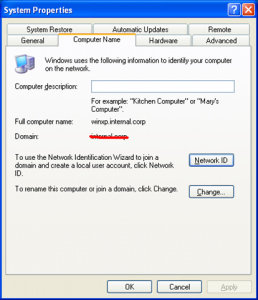 System Properties
System Restore
Automatic Updates
Remote
General
Computer Name
Hardware
Advanced
Windows uses the following information to identify your computer
on the network.
Computer description:
For example: "Kitchen Computer" or "Mary's
Computer".
Full computer name:
winxp.internal.corp
Domain:
internal.corp
To use the Network Identification Wizard to join a
domain and create a local user account, click Network
ID.
Network ID
To rename this computer or join a domain, click Change.
Change...
OK
Cancel
Apply